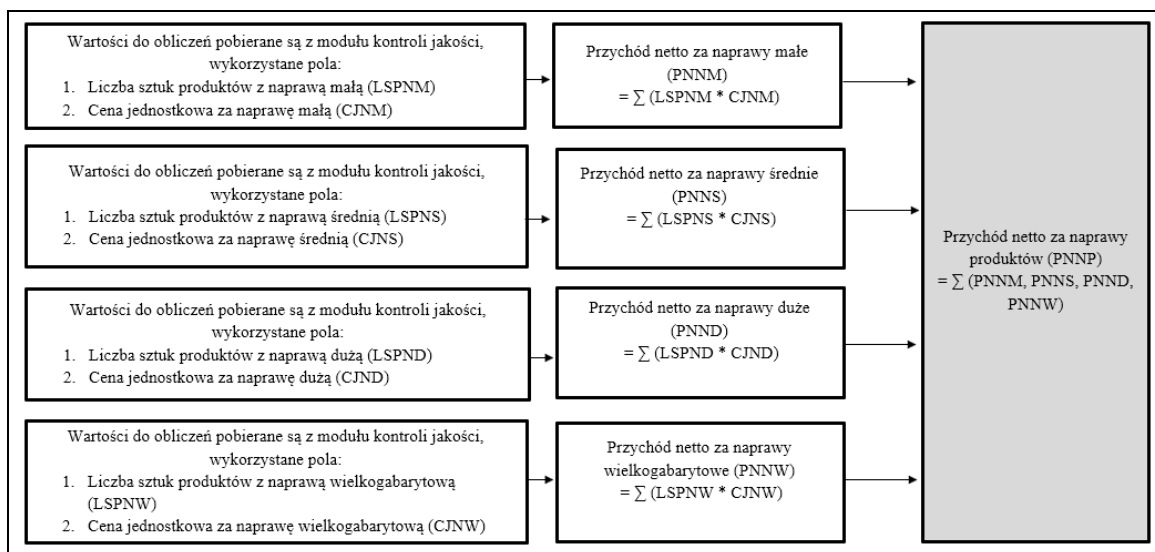 Wartości do obliczeń pobierane są z modułu kontroli jakości,
wykorzystane pola:
1. Liczba sztuk produktów z naprawą małą (LSPNM)
2. Cena jednostkowa za naprawę małą (CJNM)
Przychód netto za naprawy małe
(PNNM)
= ∑ (LSPNM * CJNM)
Wartości do obliczeń pobierane są z modułu kontroli jakości,
wykorzystane pola:
1. Liczba sztuk produktów z naprawą średnią (LSPNS)
2. Cena jednostkowa za naprawę średnią (CJNS)
Przychód netto za naprawy średnie
(PNNS)
= ∑ (LSPNS * CJNS)
Wartości do obliczeń pobierane są z modułu kontroli jakości,
wykorzystane pola:
1. Liczba sztuk produktów z naprawą dużą (LSPND)
2. Cena jednostkowa za naprawę dużą (CJND)
Przychód netto za naprawy duże
(PNND)
= ∑ (LSPND * CJND)
Wartości do obliczeń pobierane są z modułu kontroli jakości,
wykorzystane pola:
1. Liczba sztuk produktów z naprawą wielkogabarytową
(LSPNW)
2. Cena jednostkowa za naprawę wielkogabarytową (CJNW)
Przychód netto za naprawy
wielkogabarytowe (PNNW)
= ∑ (LSPNW * CJNW)
Przychód netto za naprawy
produktów (PNNP)
= ∑ (PNNM, PNNS, PNND,
PNNW)